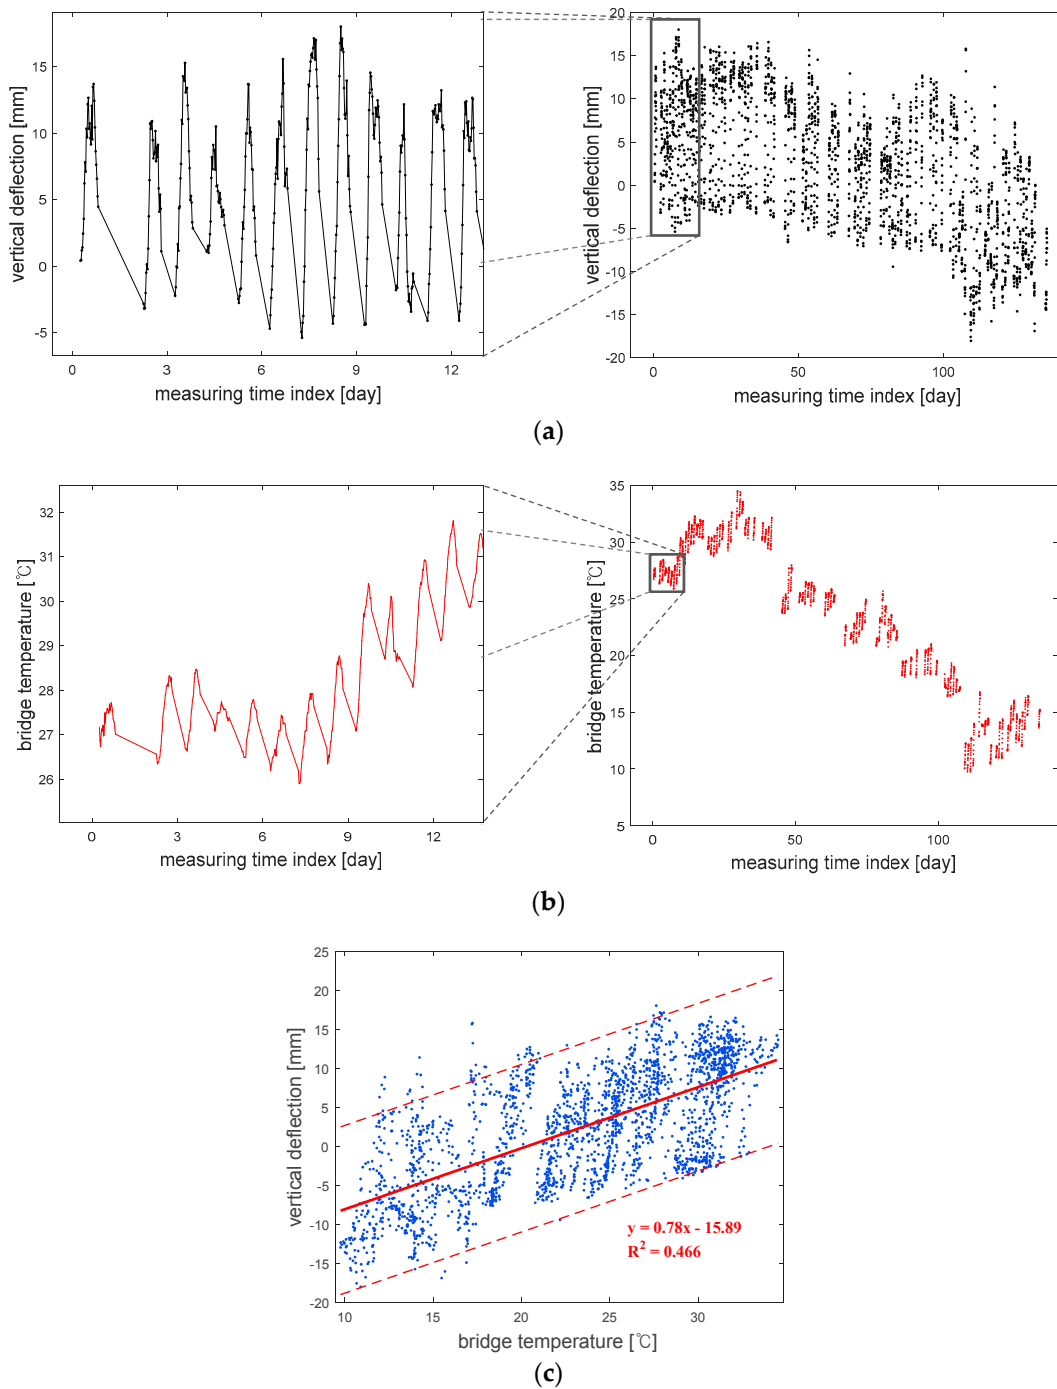 15
10
5
0
-5
vertical deflection [mm]
0 3 6 9 12
measuring time index [day]
20
15
10
5
0
-5
-10
-15
-20
vertical deflection [mm]
0 50 100
measuring time index [day]
(a)
32
31
30
29
28
27
26
bridge temperature [℃]
0 3 6 9 12
measuring time index [day]
35
30
25
20
15
10
5
bridge temperature [℃]
0 50 100
measuring time index [day]
(b)
25
20
15
10
5
0
-5
-10
-15
-20
vertical deflection [mm]
y = 0.78x - 15.89
R² = 0.466
10 15 20 25 30
bridge temperature [℃]
(c)